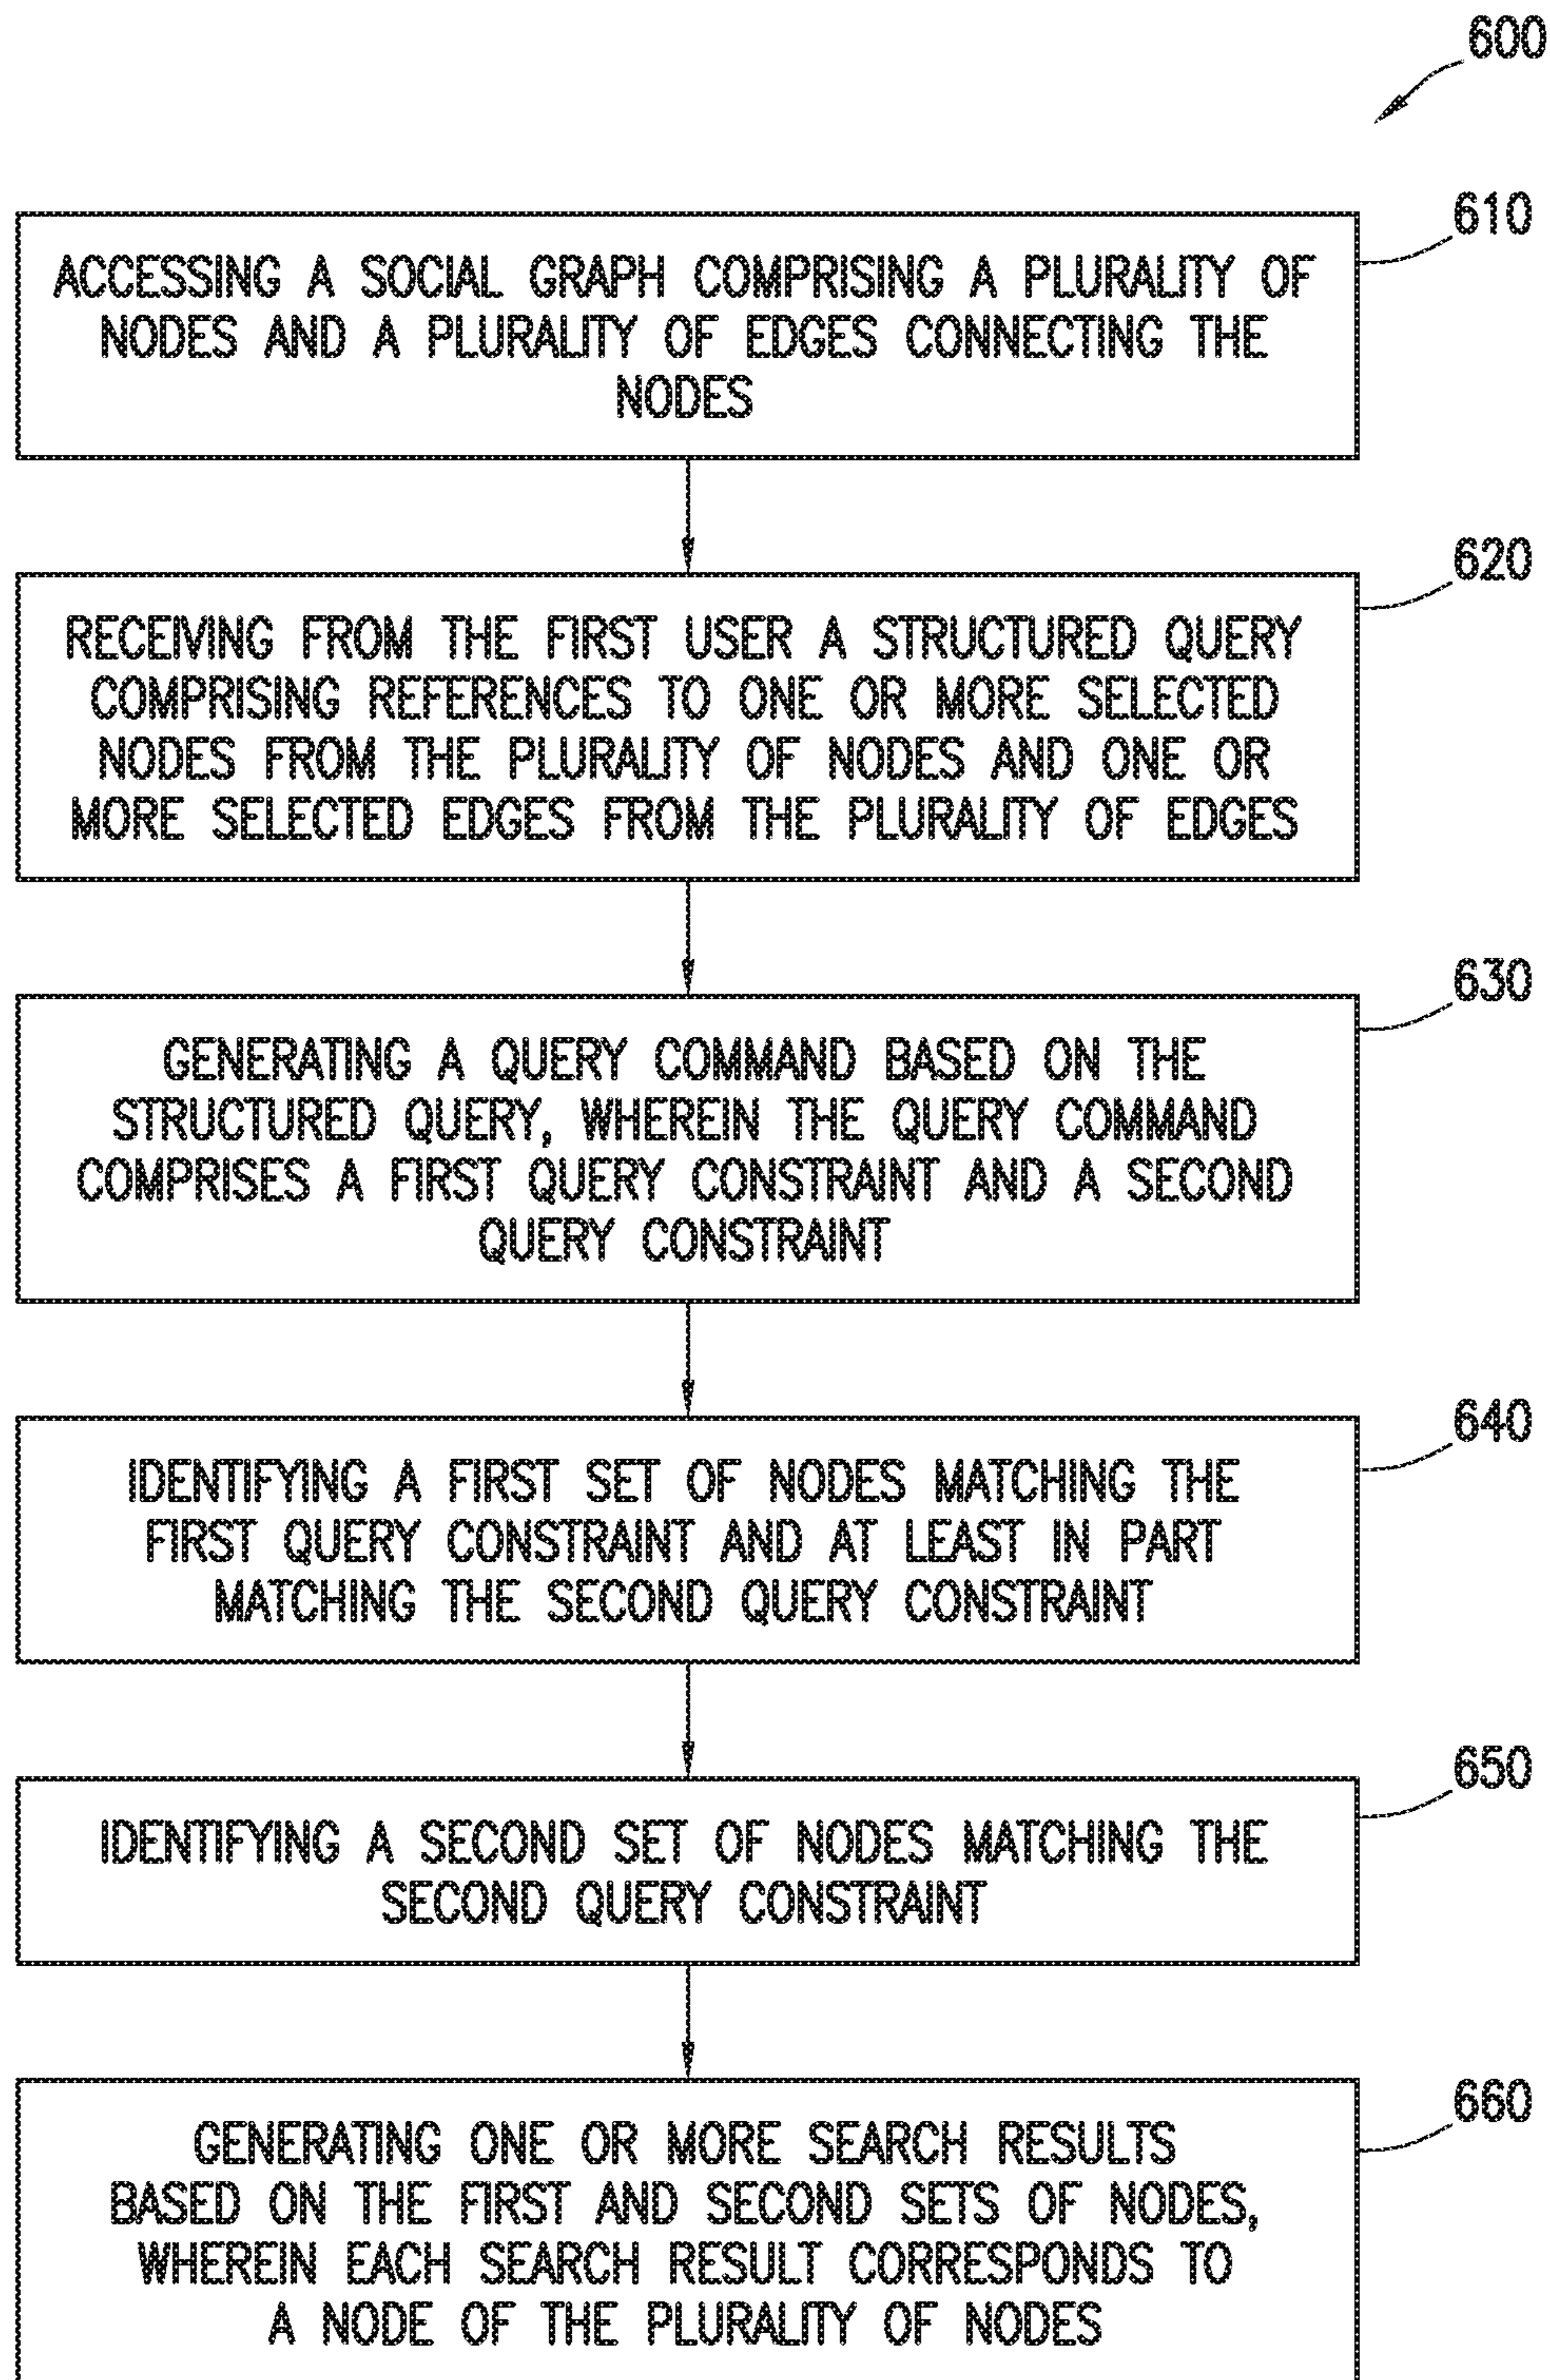 600
610
ACCESSING A SOCIAL GRAPH COMPRISING A PLURALITY OF
NODES AND A PLURALITY OF EDGES CONNECTING THE
NODES
620
RECEIVING FROM THE FIRST USER A STRUCTURED QUERY
COMPRISING REFERENCES TO ONE OR MORE SELECTED
NODES FROM THE PLURALITY OF NODES AND ONE OR
MORE SELECTED EDGES FROM THE PLURALITY OF EDGES
630
GENERATING A QUERY COMMAND BASED ON THE
STRUCTURED QUERY, WHEREIN THE QUERY COMMAND
COMPRISES A FIRST QUERY CONSTRAINT AND A SECOND
QUERY CONSTRAINT
640
IDENTIFYING A FIRST SET OF NODES MATCHING THE
FIRST QUERY CONSTRAINT AND AT LEAST IN PART
MATCHING THE SECOND QUERY CONSTRAINT
650
IDENTIFYING A SECOND SET OF NODES MATCHING THE
SECOND QUERY CONSTRAINT
660
GENERATING ONE OR MORE SEARCH RESULTS
BASED ON THE FIRST AND SECOND SETS OF NODES,
WHEREIN EACH SEARCH RESULT CORRESPONDS TO
A NODE OF THE PLURALITY OF NODES